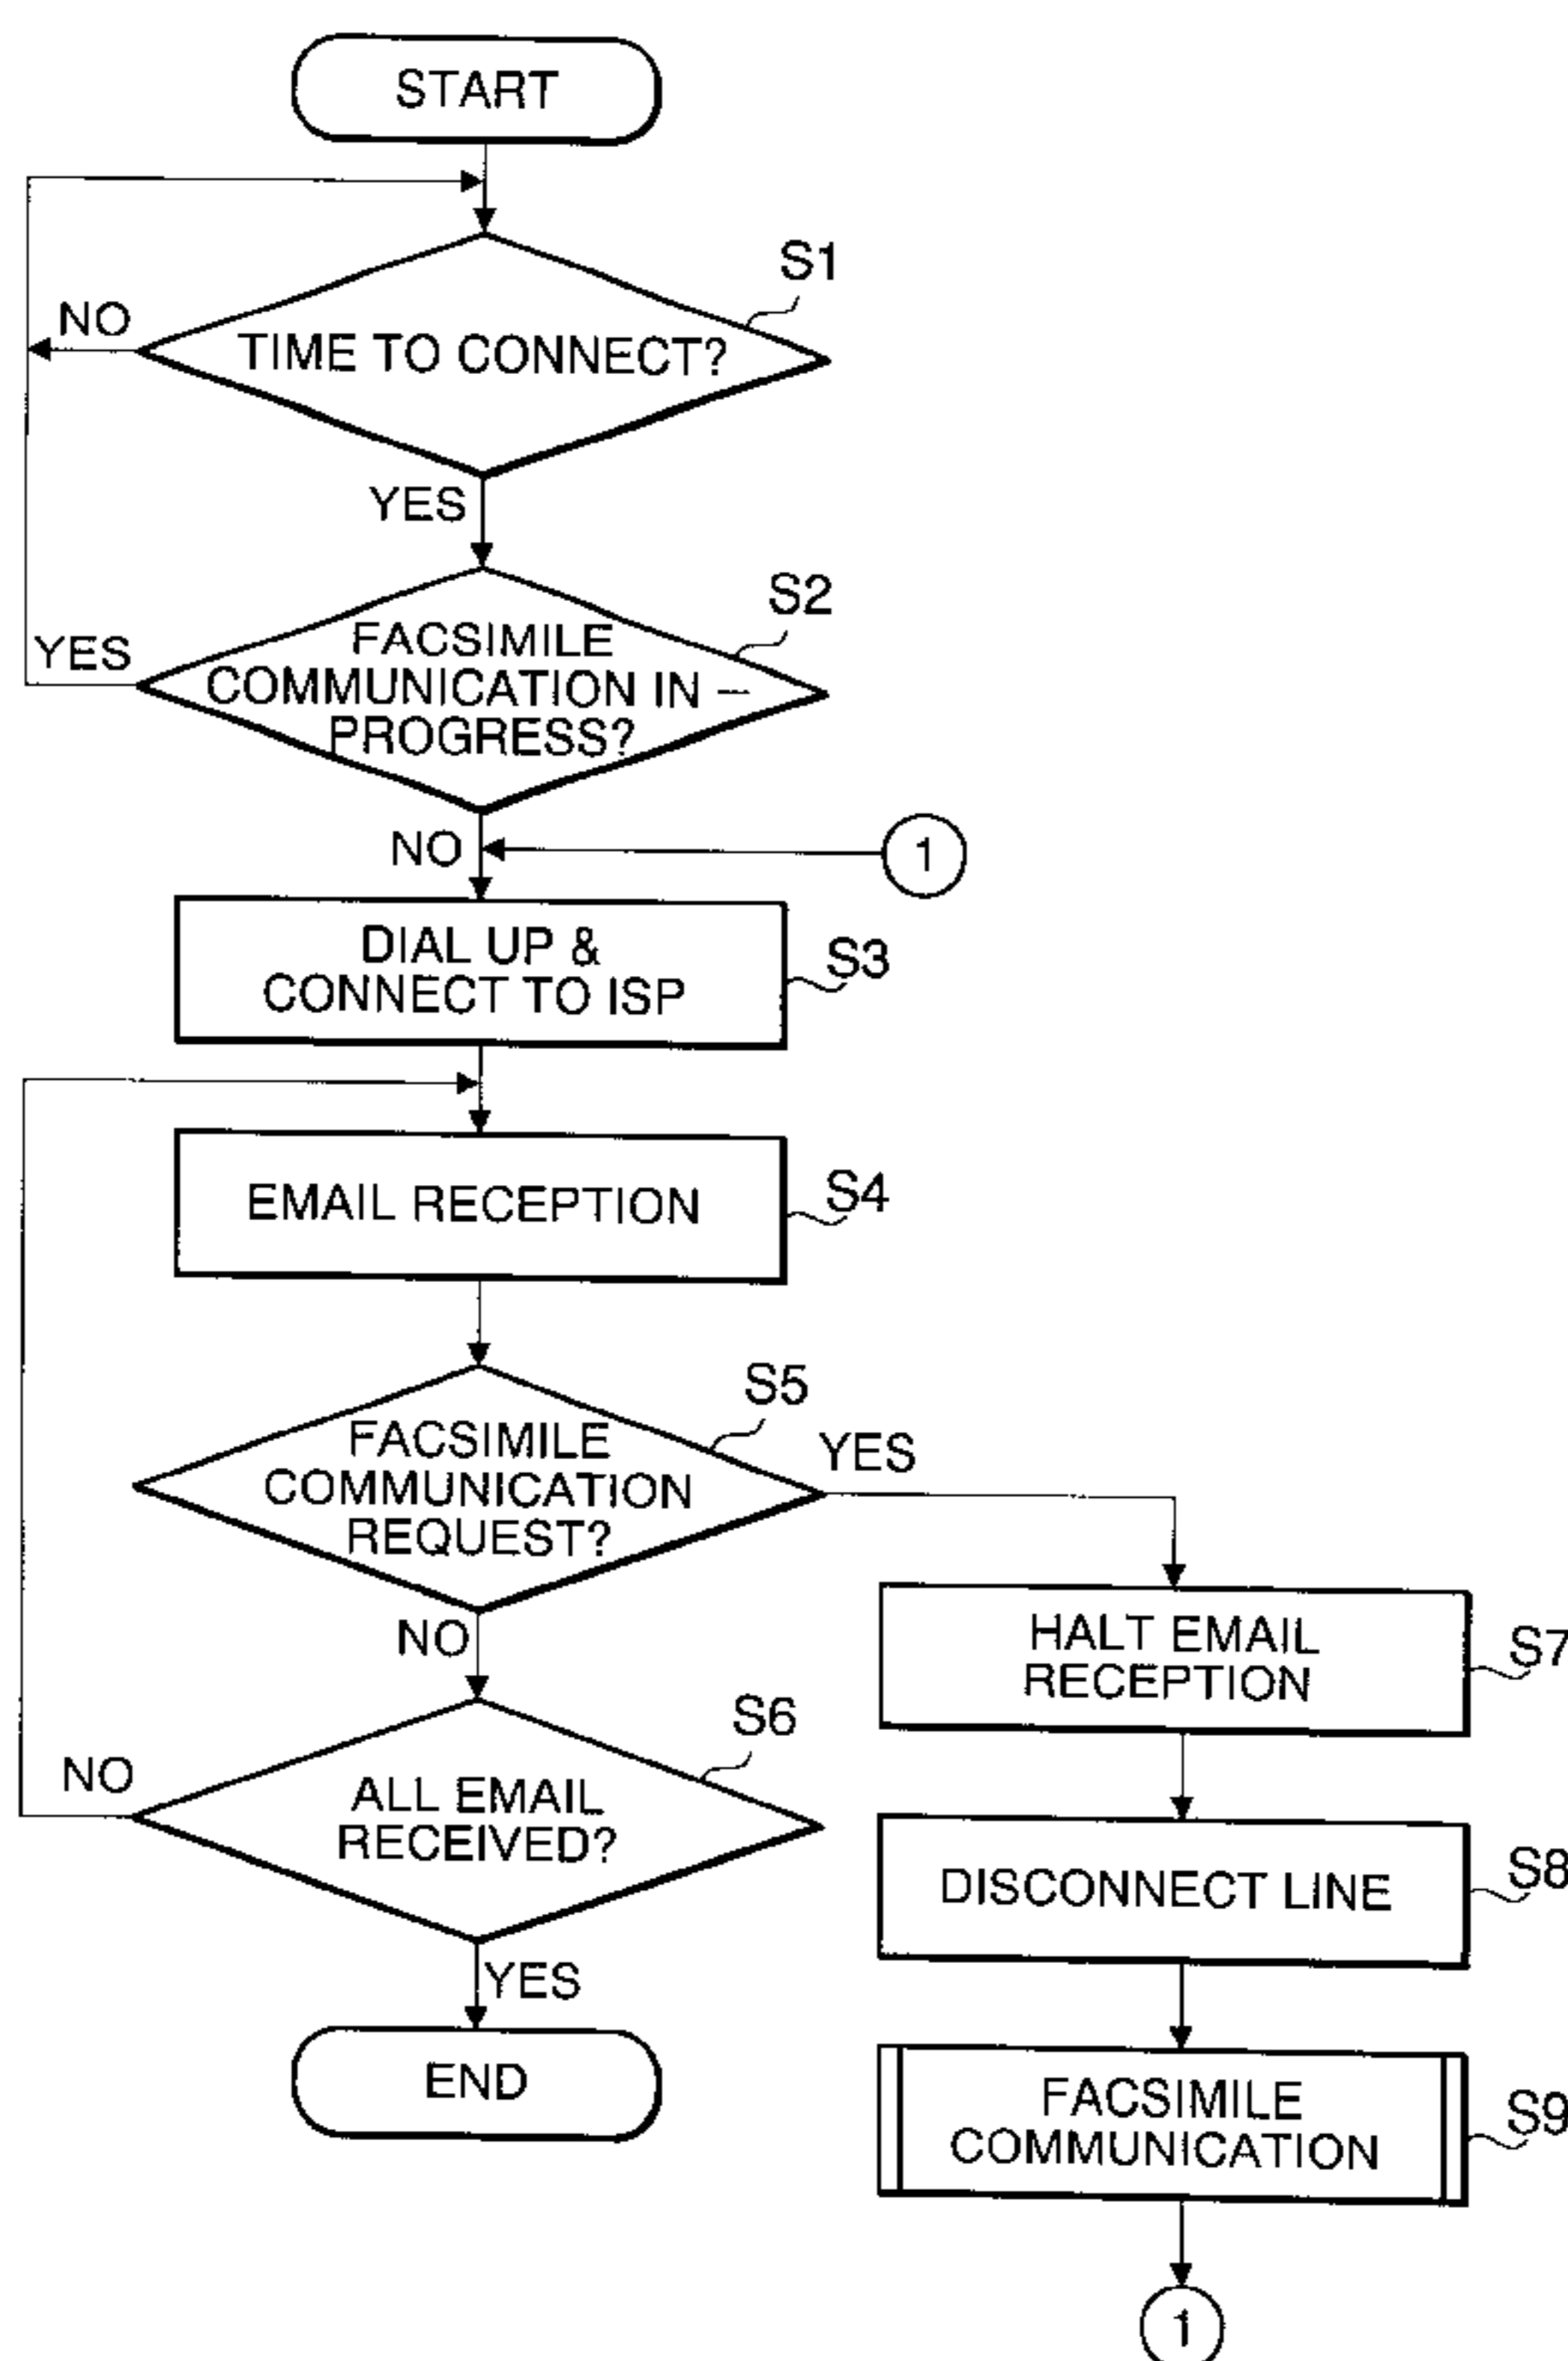 START
S1
NO
TIME TO CONNECT?
YES
S2
YES
FACSIMILE
COMMUNICATION IN
PROGRESS?
NO
1
DIAL UP &
CONNECT TO ISP
S3
EMAIL RECEPTION
S4
S5
FACSIMILE
COMMUNICATION
REQUEST?
YES
NO
HALT EMAIL
RECEPTION
S7
S6
NO
ALL EMAIL
RECEIVED?
DISCONNECT LINE
S8
YES
END
FACSIMILE
COMMUNICATION
S9
1